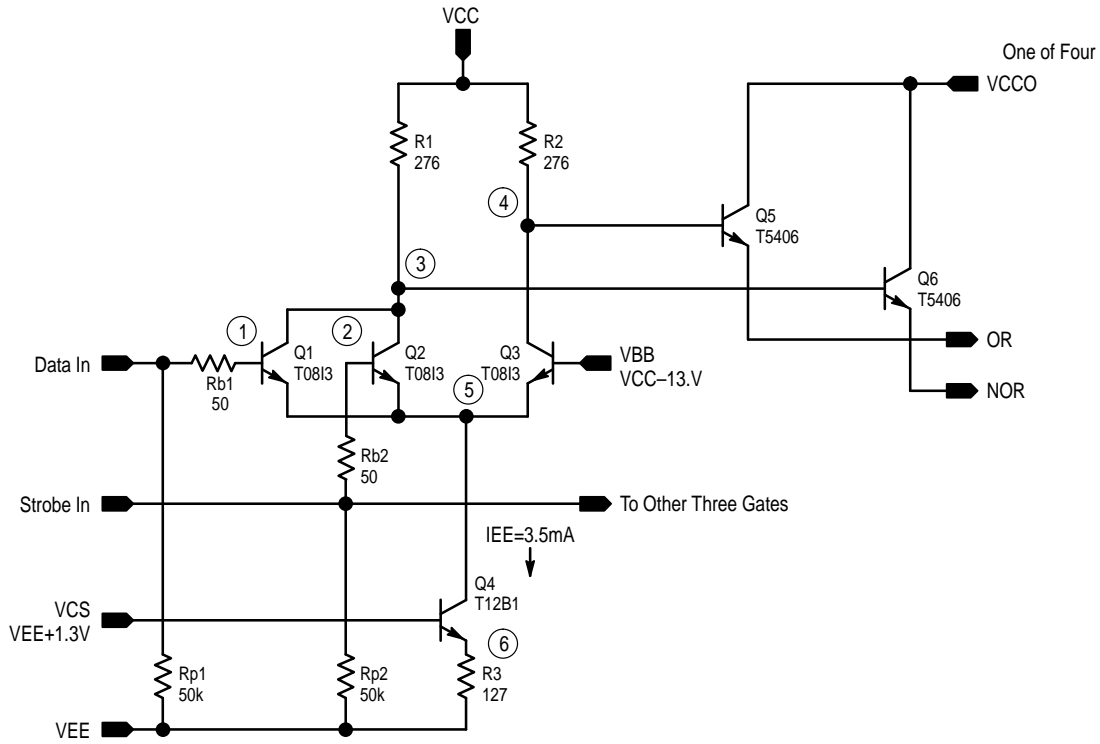 VCC
One of Four
VCCO
R1
276
R2
276
4
Q5
T5406
3
Q6
T5406
1
2
Q1
T08I3
Q2
T08I3
Q3
T08I3
VBB
VCC–13.V
OR
Data In
Rb1
50
5
NOR
Rb2
50
Strobe In
To Other Three Gates
IEE=3.5mA
Q4
T12B1
VCS
VEE+1.3V
6
Rp1
50k
Rp2
50k
R3
127
VEE